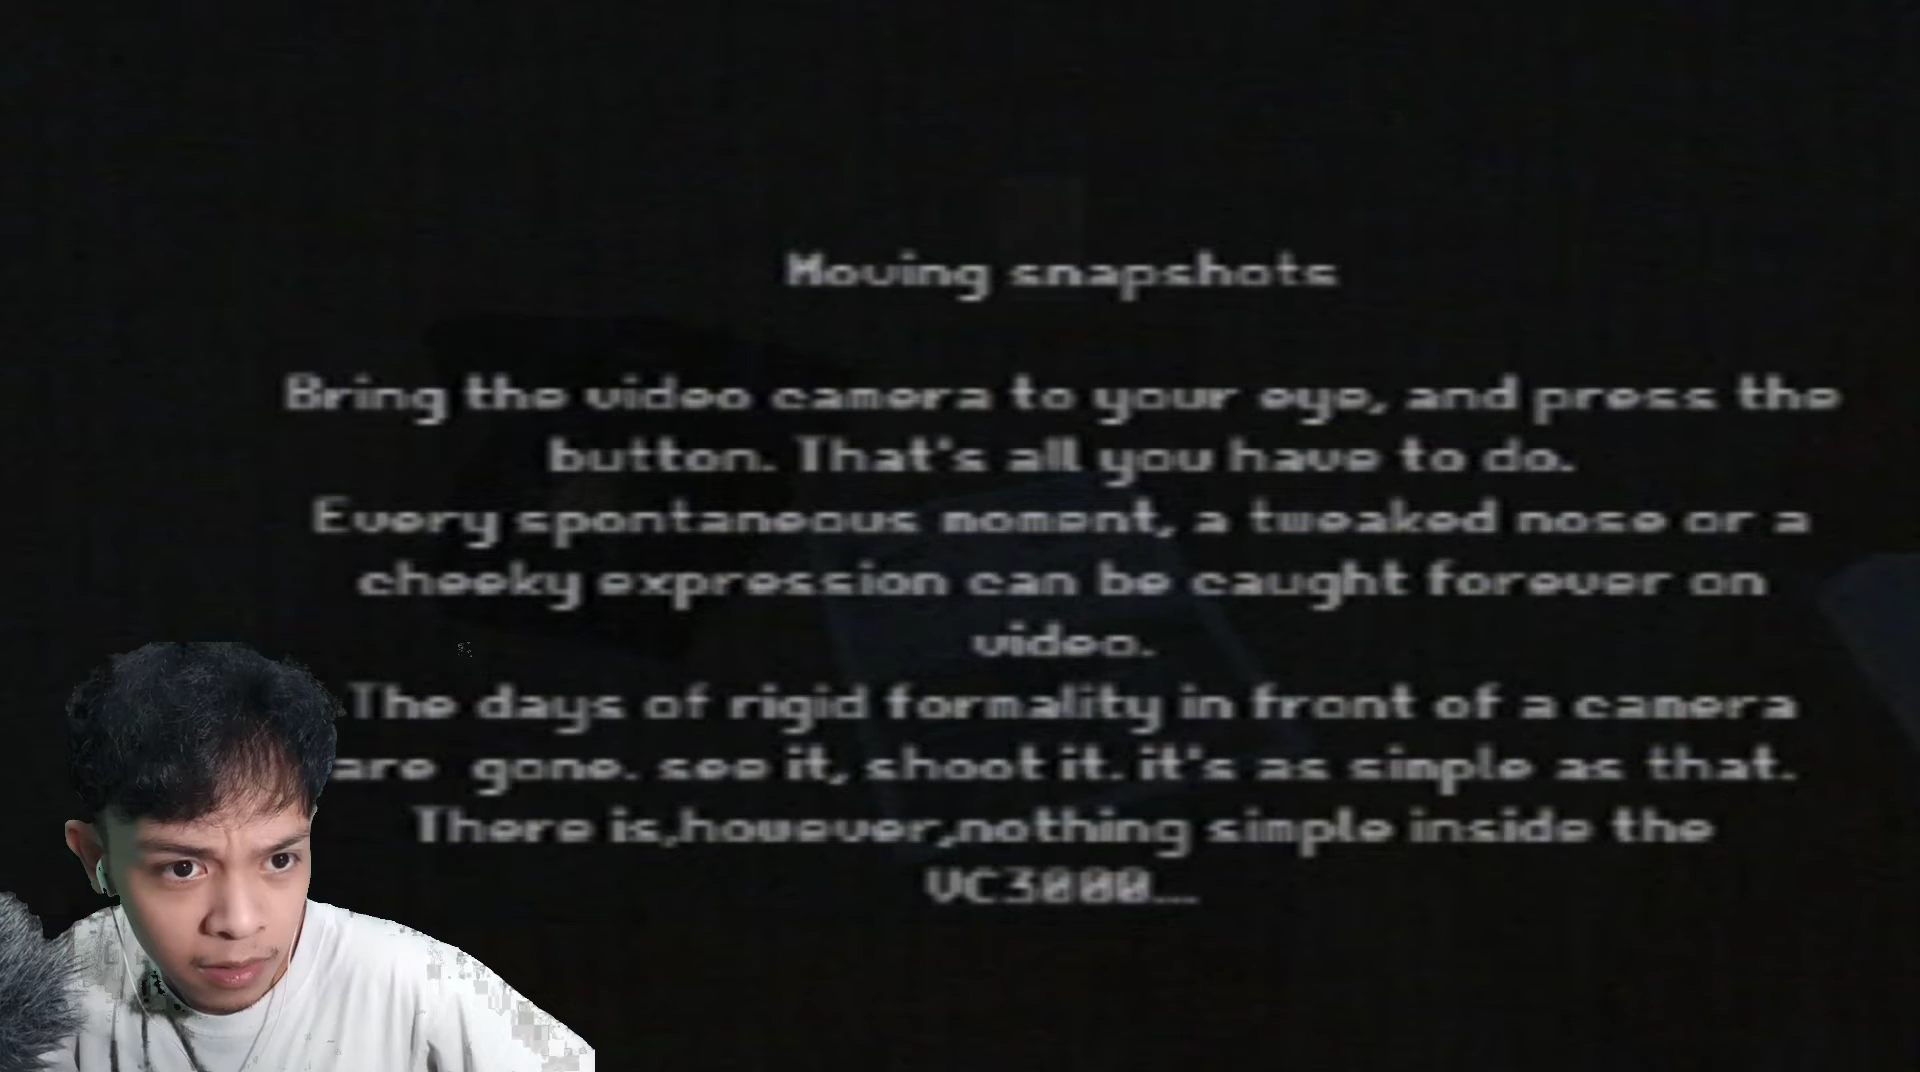 Moving snapshots
Bring the video camera to your eye, and press the
button. That's all you have to do.
Every spontaneous moment, a tweaked nose or a
cheeky expression can be caught forever on
video.
The days of rigid formality in front of a camera
are gone. see it, shoot it. it's as simple as that.
There is,however,nothing simple inside the
VC3000...